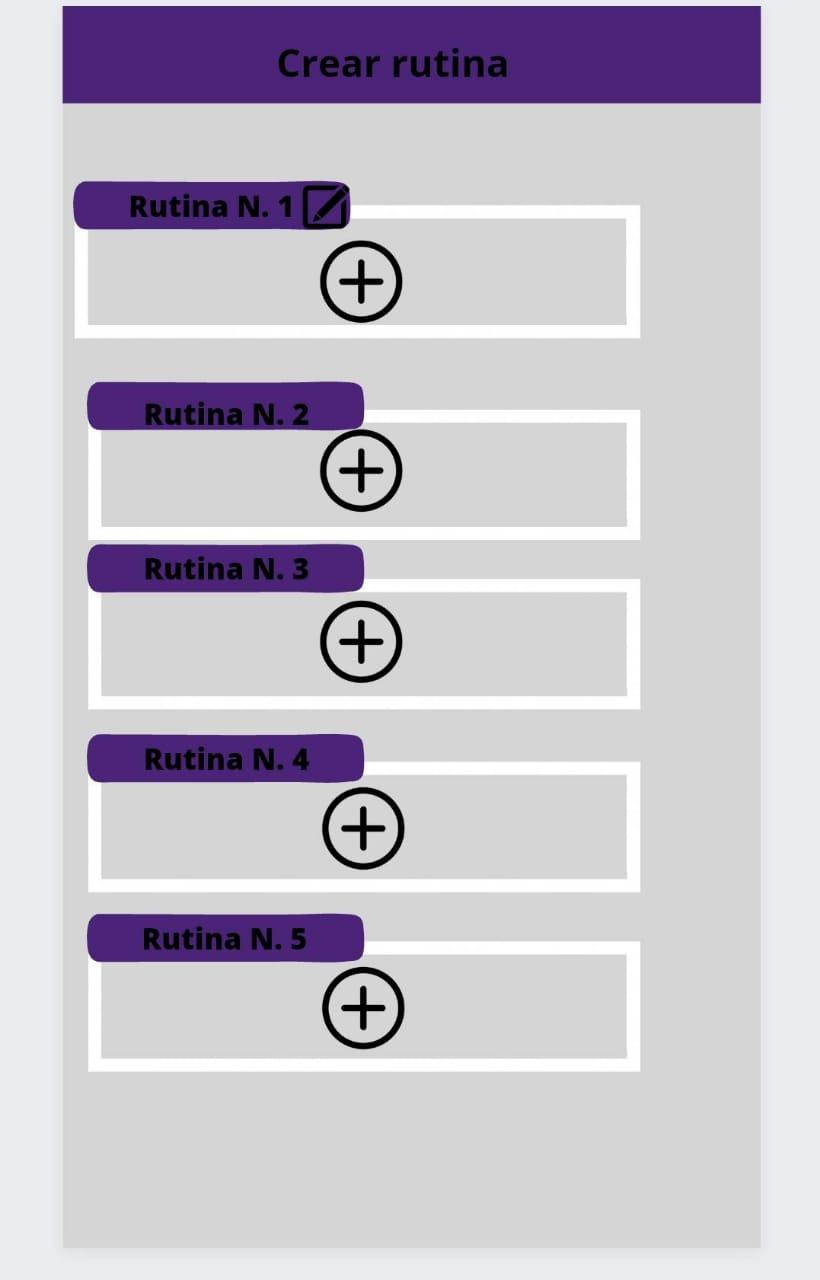 Crear rutina
Rutina N. 1
Rutina N. 2
Rutina N. 3
Rutina N. 4
Rutina N. 5